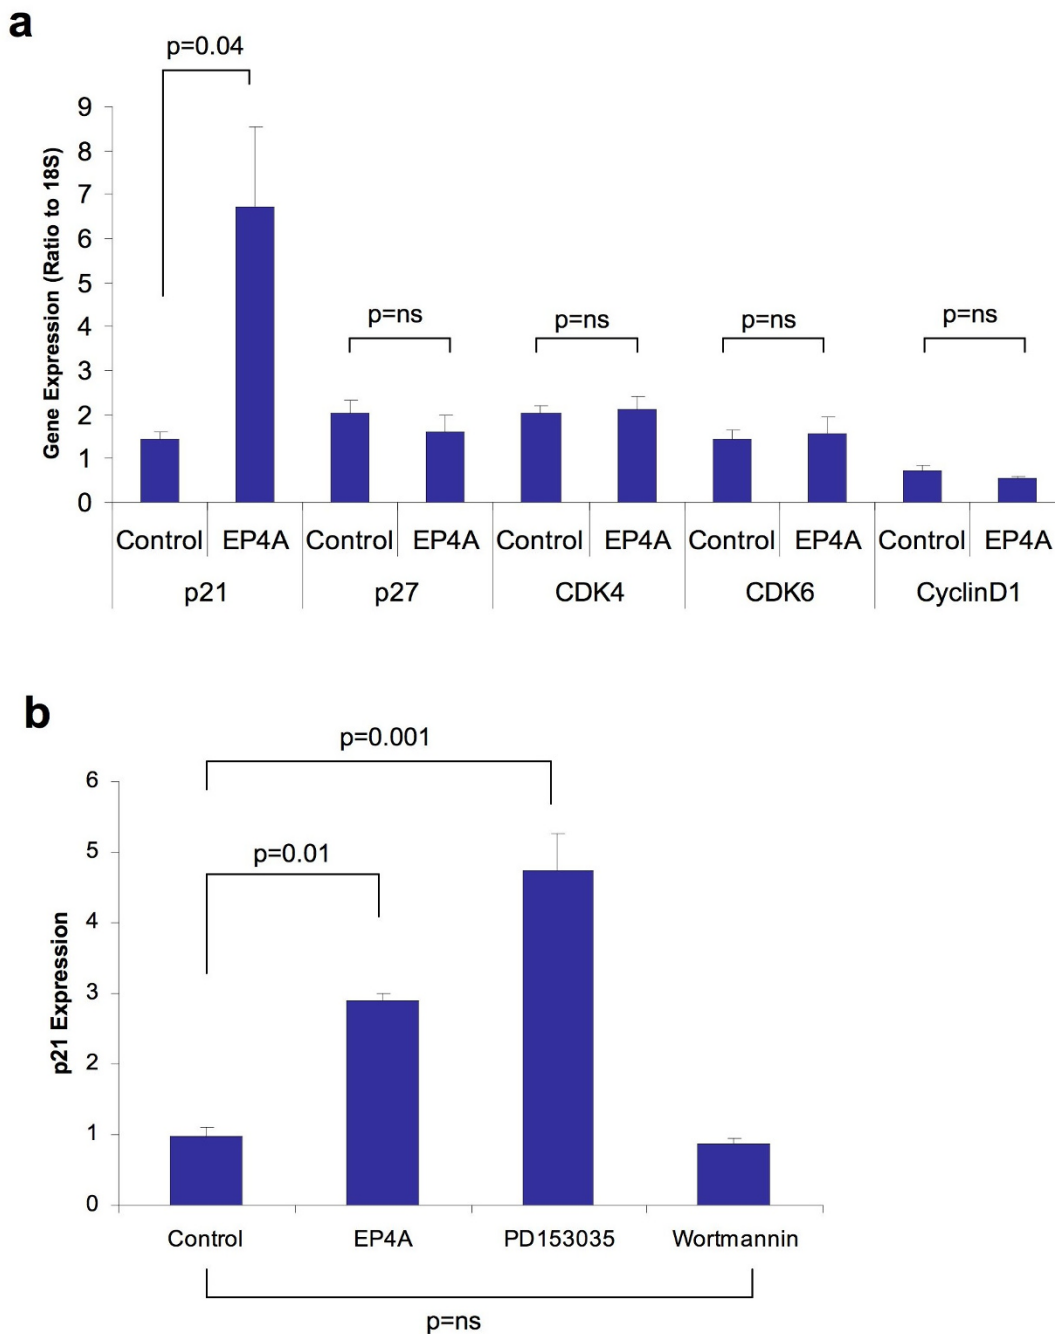 a
p=0.04
9
8
7
6
5
4
3
2
1
0
Gene Expression (Ratio to 18S)
p=ns
p=ns
p=ns
p=ns
Control EP4A Control EP4A Control EP4A Control EP4A Control EP4A
p21 p27 CDK4 CDK6 CyclinD1
b
p=0.001
p=0.01
6
5
4
3
2
1
0
p21 Expression
Control EP4A PD153035 Wortmannin
p=ns